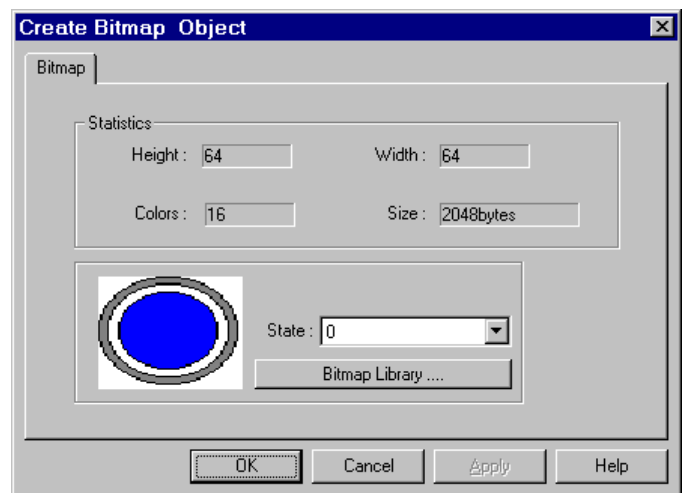 Create Bitmap  Object
Bitmap
Statistics
Height : 64 Width : 64
Colors : 16 Size : 2048bytes
State : 0
Bitmap Library ....
OK Cancel Apply Help